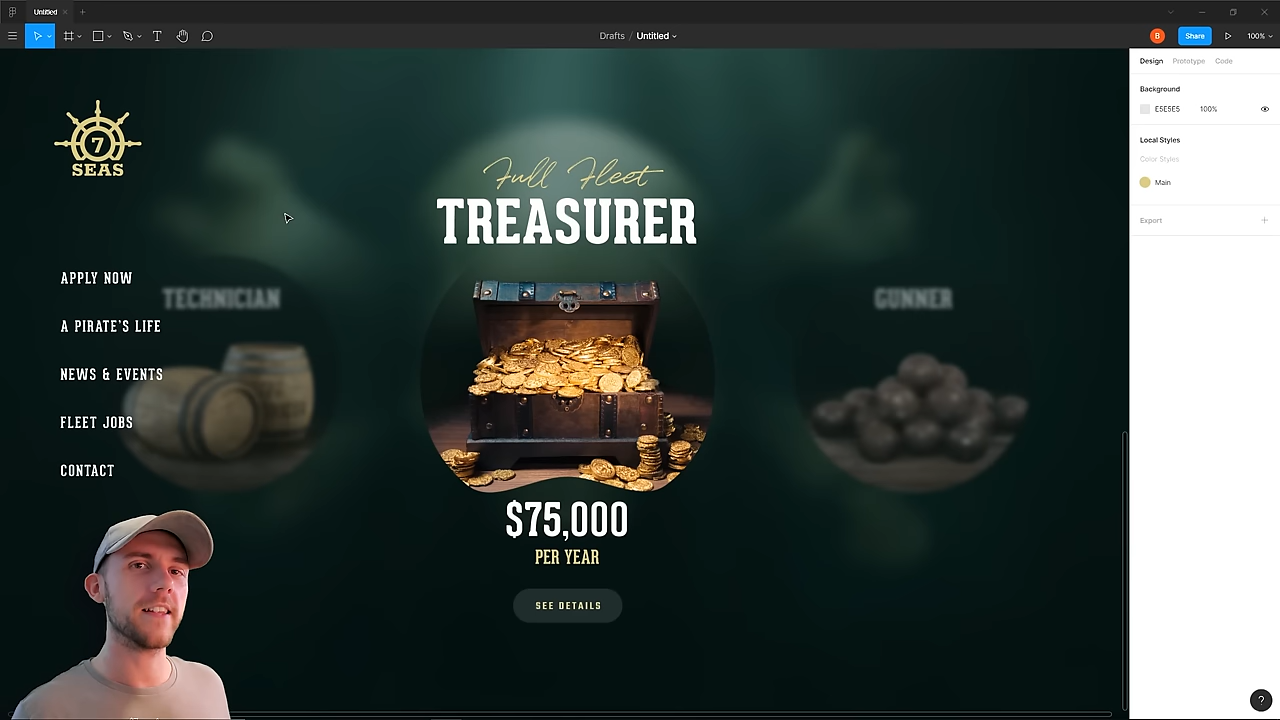 Untitled
Drafts / Untitled
B
Share
100%
Design Prototype Code
Background
E5E5E5 100%
Local Styles
Color Styles
Main
Export
?
7
SEAS
APPLY NOW
A PIRATE'S LIFE
NEWS & EVENTS
FLEET JOBS
CONTACT
TECHNICIAN
Full Fleet
TREASURER
$75,000
PER YEAR
SEE DETAILS
GUNNER